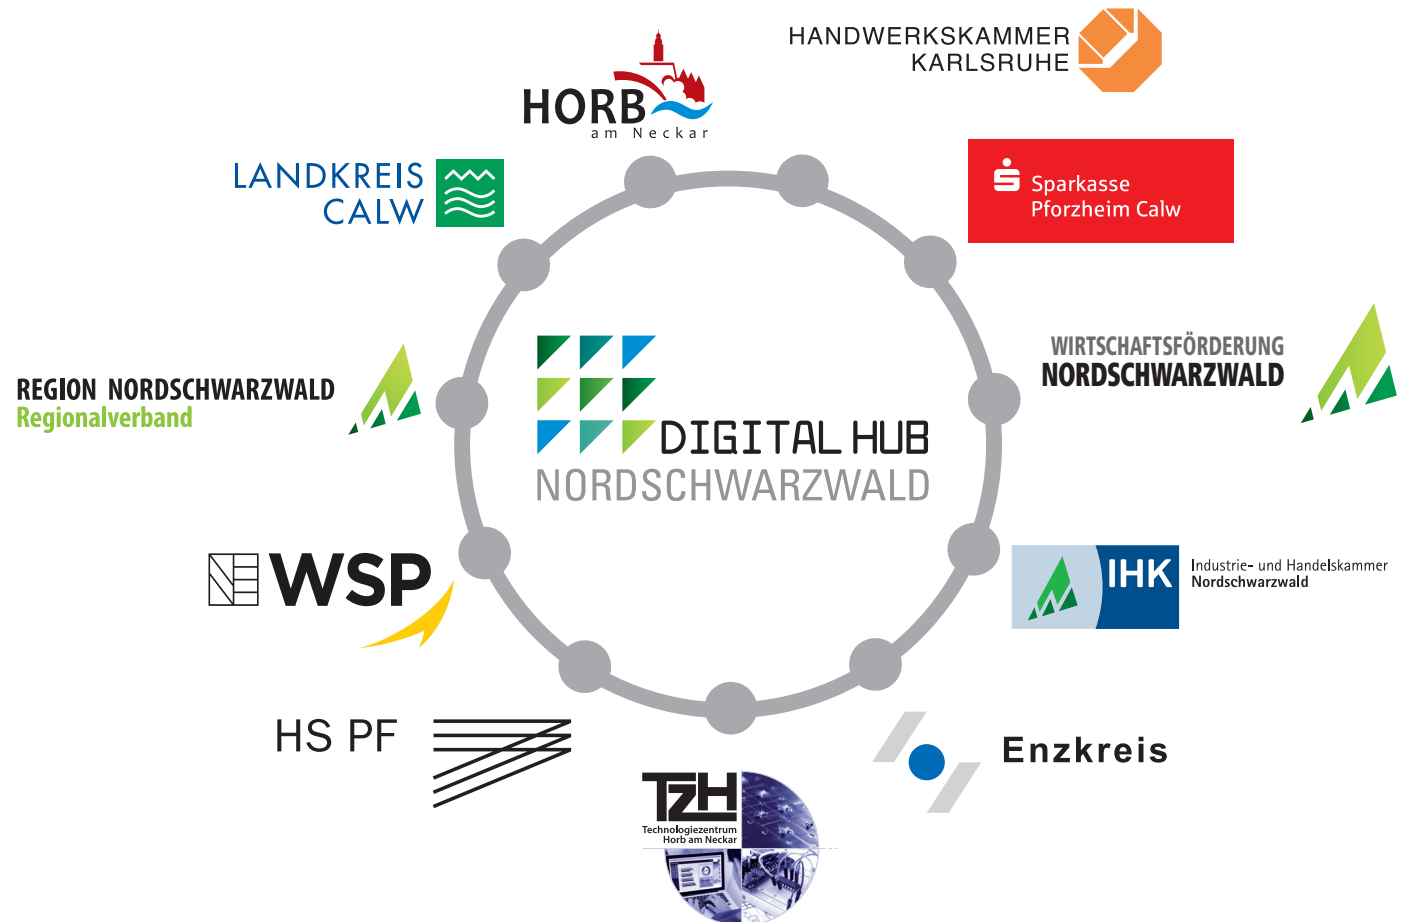 HANDWERKSKAMMER
KARLSRUHE
HORB
am Neckar
LANDKREIS
CALW
Sparkasse
Pforzheim Calw
WIRTSCHAFTSFÖRDERUNG
NORDSCHWARZWALD
REGION NORDSCHWARZWALD
Regionalverband
DIGITAL HUB
NORDSCHWARZWALD
WSP
IHK
Industrie- und Handelskammer
Nordschwarzwald
HS PF
Enzkreis
TZH
Technologiezentrum
Horb am Neckar